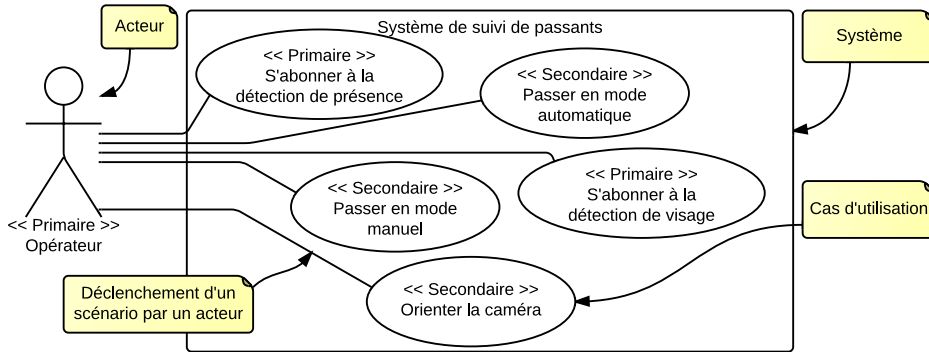 Acteur
Système de suivi de passants
Système
<< Primaire >>
S'abonner à la
détection de présence
<< Secondaire >>
Passer en mode
automatique
<< Primaire >>
S'abonner à la
détection de visage
<< Secondaire >>
Passer en mode
manuel
<< Primaire >>
Opérateur
Cas d'utilisation
Déclenchement d'un
scénario par un acteur
<< Secondaire >>
Orienter la caméra